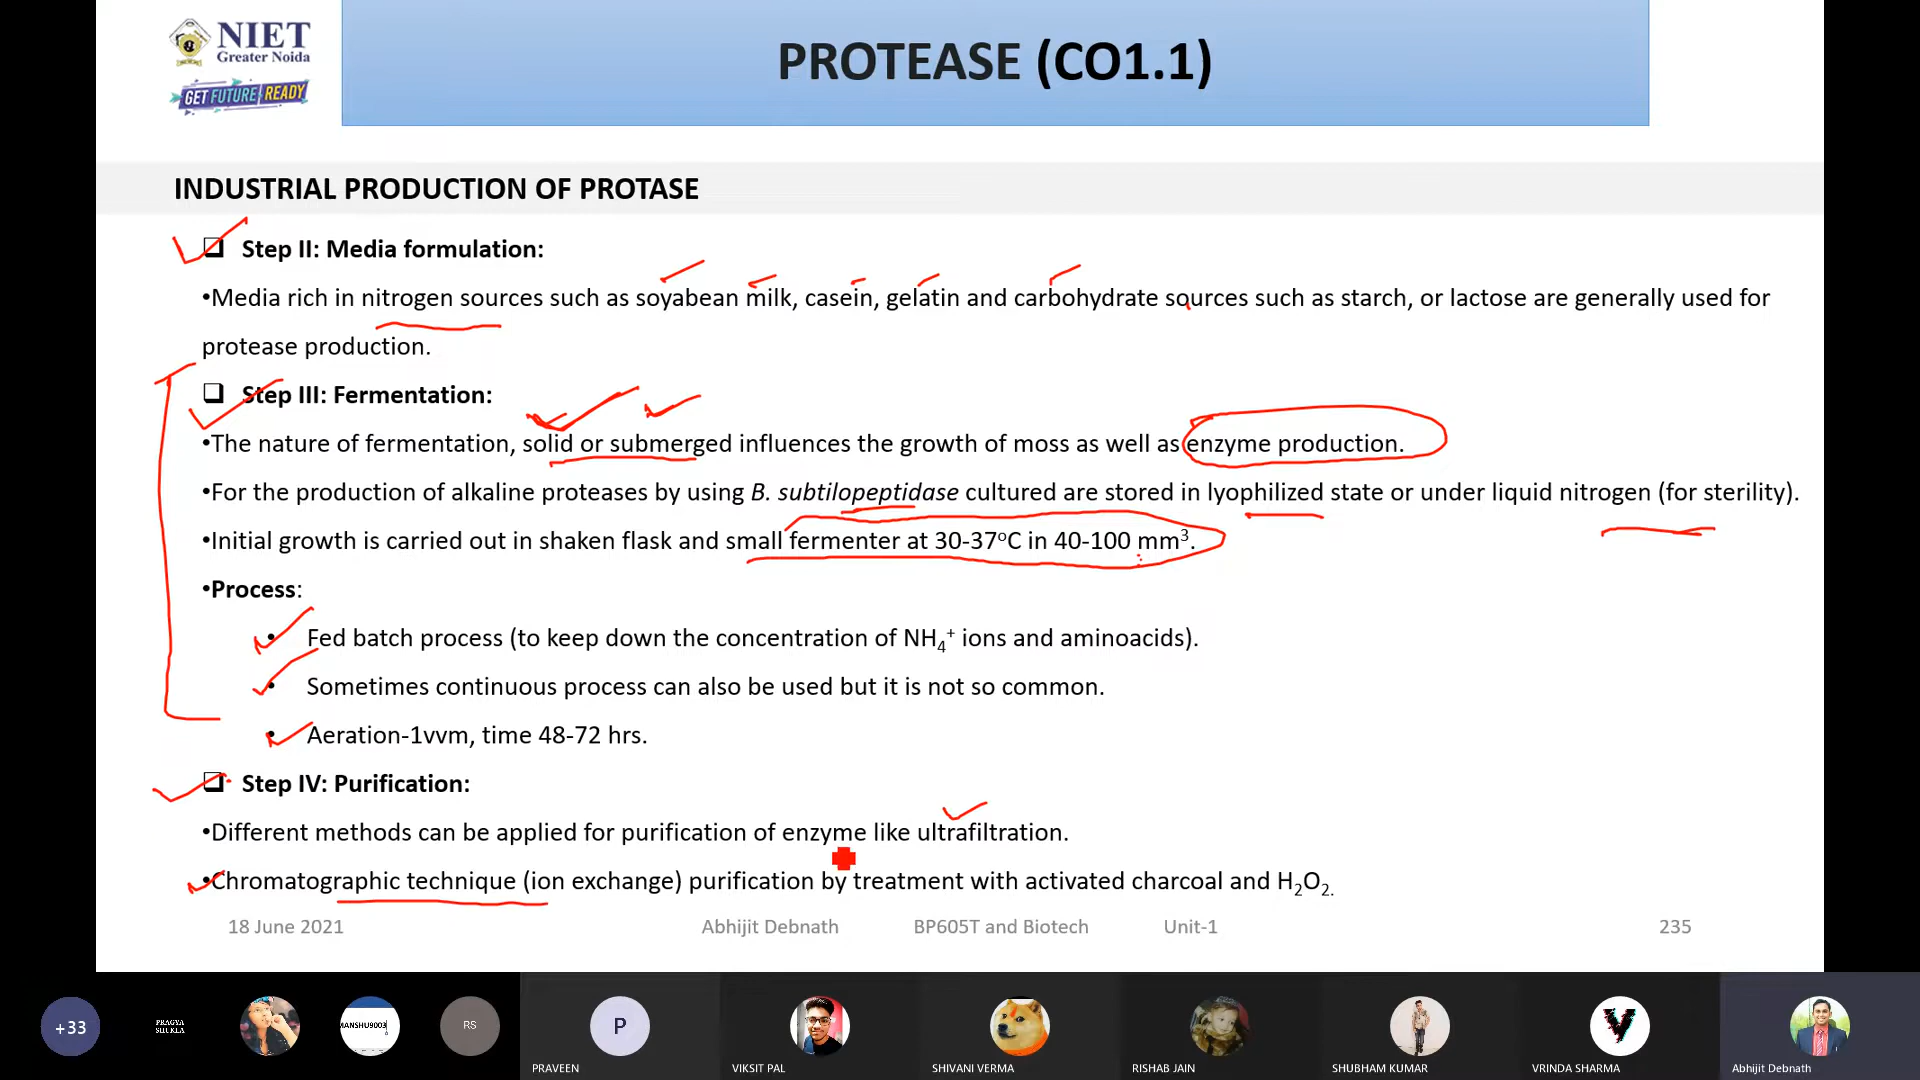 NIET
Greater Noida
GET FUTURE READY
PROTEASE (CO1.1)
INDUSTRIAL PRODUCTION OF PROTASE
❑ Step II: Media formulation:
•Media rich in nitrogen sources such as soyabean milk, casein, gelatin and carbohydrate sources such as starch, or lactose are generally used for
protease production.
❑ Step III: Fermentation:
•The nature of fermentation, solid or submerged influences the growth of moss as well as enzyme production.
•For the production of alkaline proteases by using B. subtilopeptidase cultured are stored in lyophilized state or under liquid nitrogen (for sterility).
•Initial growth is carried out in shaken flask and small fermenter at 30-37°C in 40-100 mm³.
•Process:
• Fed batch process (to keep down the concentration of NH₄⁺ ions and aminoacids).
• Sometimes continuous process can also be used but it is not so common.
• Aeration-1vvm, time 48-72 hrs.
❑ Step IV: Purification:
•Different methods can be applied for purification of enzyme like ultrafiltration.
•Chromatographic technique (ion exchange) purification by treatment with activated charcoal and H₂O₂.
18 June 2021 Abhijit Debnath BP605T and Biotech Unit-1 235
+33
PRAGYA
SHUKLA
MANSHU9003
RS
P
PRAVEEN
VIKSIT PAL
SHIVANI VERMA
RISHAB JAIN
SHUBHAM KUMAR
VRINDA SHARMA
Abhijit Debnath